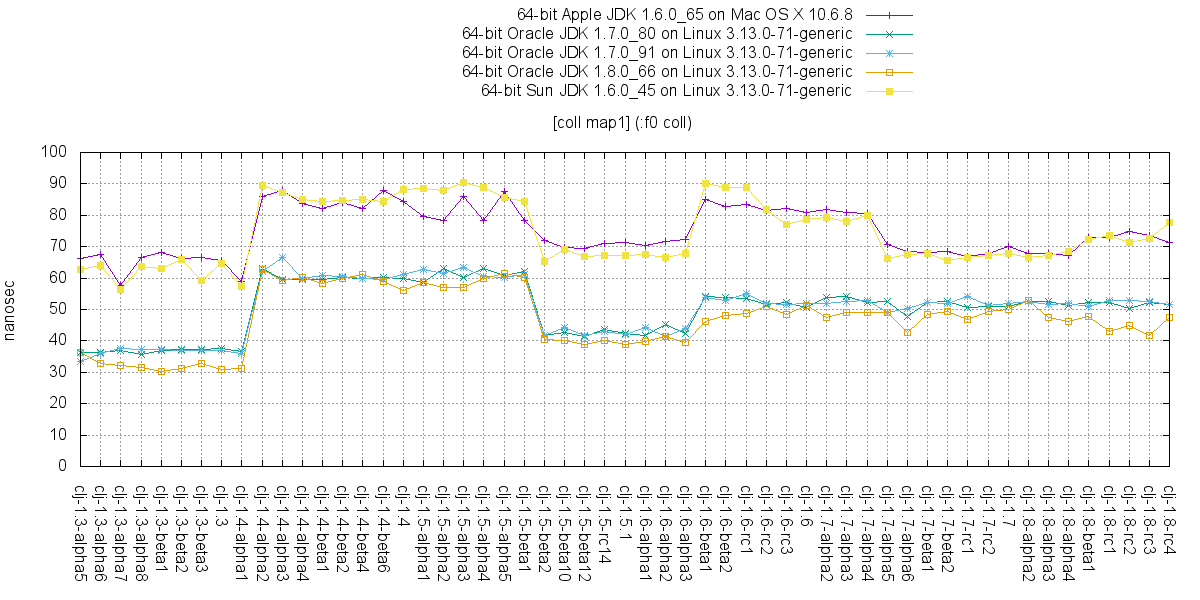 64-bit Apple JDK 1.6.0_65 on Mac OS X 10.6.8
64-bit Oracle JDK 1.7.0_80 on Linux 3.13.0-71-generic
64-bit Oracle JDK 1.7.0_91 on Linux 3.13.0-71-generic
64-bit Oracle JDK 1.8.0_66 on Linux 3.13.0-71-generic
64-bit Sun JDK 1.6.0_45 on Linux 3.13.0-71-generic
[coll map1] (:f0 coll)
100
90
80
70
60
50
40
30
20
10
0
nanosec
clj-1.3-alpha5
clj-1.3-alpha6
clj-1.3-alpha7
clj-1.3-alpha8
clj-1.3-beta1
clj-1.3-beta2
clj-1.3-beta3
clj-1.3
clj-1.4-alpha1
clj-1.4-alpha2
clj-1.4-alpha3
clj-1.4-alpha4
clj-1.4-beta1
clj-1.4-beta2
clj-1.4-beta4
clj-1.4-beta6
clj-1.4
clj-1.5-alpha1
clj-1.5-alpha2
clj-1.5-alpha3
clj-1.5-alpha4
clj-1.5-alpha5
clj-1.5-beta1
clj-1.5-beta2
clj-1.5-beta10
clj-1.5-beta12
clj-1.5-rc14
clj-1.5.1
clj-1.6-alpha1
clj-1.6-alpha2
clj-1.6-alpha3
clj-1.6-beta1
clj-1.6-beta2
clj-1.6-rc1
clj-1.6-rc2
clj-1.6-rc3
clj-1.6
clj-1.7-alpha2
clj-1.7-alpha3
clj-1.7-alpha4
clj-1.7-alpha5
clj-1.7-alpha6
clj-1.7-beta1
clj-1.7-beta2
clj-1.7-rc1
clj-1.7-rc2
clj-1.7
clj-1.8-alpha2
clj-1.8-alpha3
clj-1.8-alpha4
clj-1.8-beta1
clj-1.8-rc1
clj-1.8-rc2
clj-1.8-rc3
clj-1.8-rc4